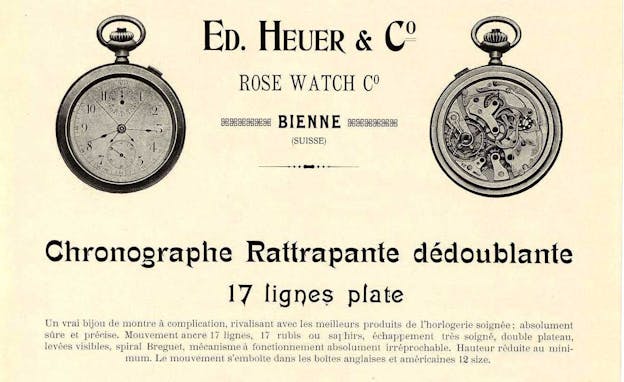 ED. HEUER & Cº
ROSE WATCH Cº
BIENNE
(SUISSE)
Chronographe Rattrapante dédoublante
17 lignes plate
Un vrai bijou de montre à complication, rivalisant avec les meilleurs produits de l'horlogerie soignée; absolument
sûre et précise. Mouvement ancre 17 lignes, 17 rubis ou saphirs, échappement très soigné, double plateau,
levées visibles, spiral Breguet, mécanisme à fonctionnement absolument irréprochable. Hauteur réduite au mini-
mum. Le mouvement s'emboîte dans les boîtes anglaises et américaines 12 size.